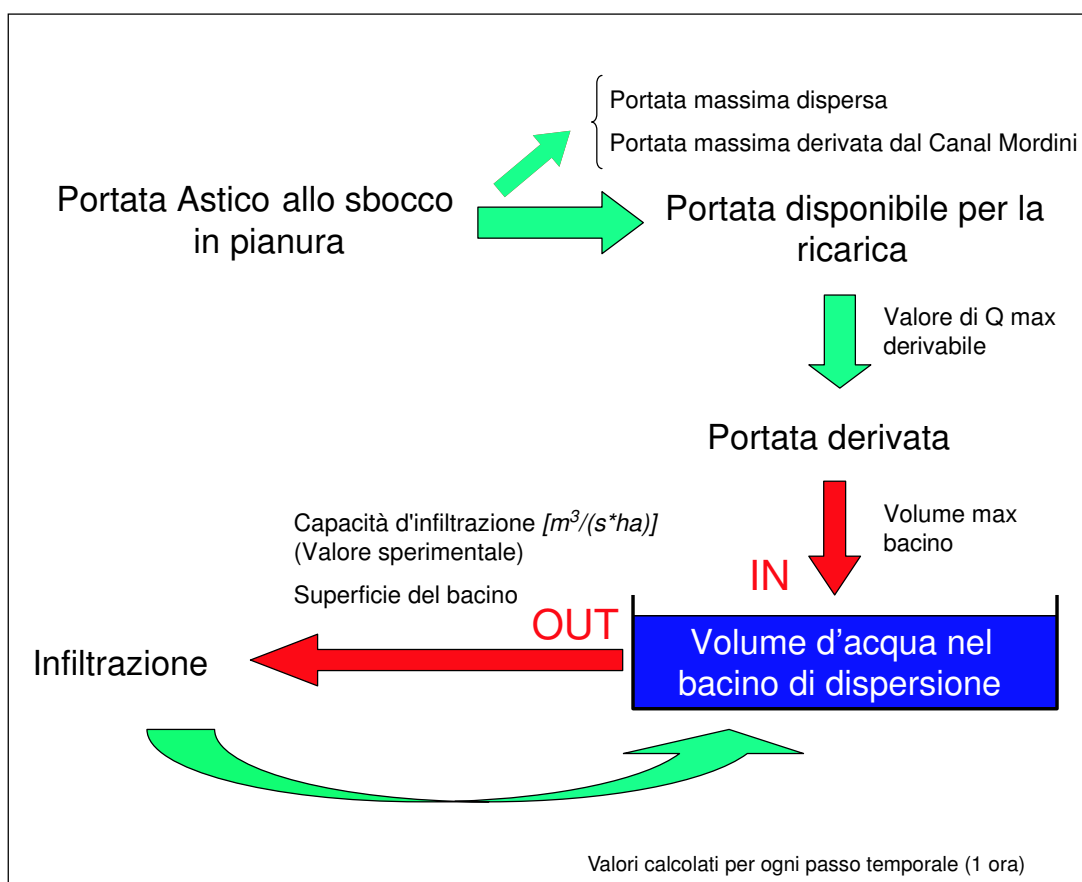 Portata massima dispersa
Portata massima derivata dal Canal Mordini
Portata Astico allo sbocco
in pianura
Portata disponibile per la
ricarica
Valore di Q max
derivabile
Portata derivata
Capacità d'infiltrazione [m³/(s*ha)]
(Valore sperimentale)
Superficie del bacino
Volume max
bacino
IN
OUT
Volume d’acqua nel
bacino di dispersione
Infiltrazione
Valori calcolati per ogni passo temporale (1 ora)